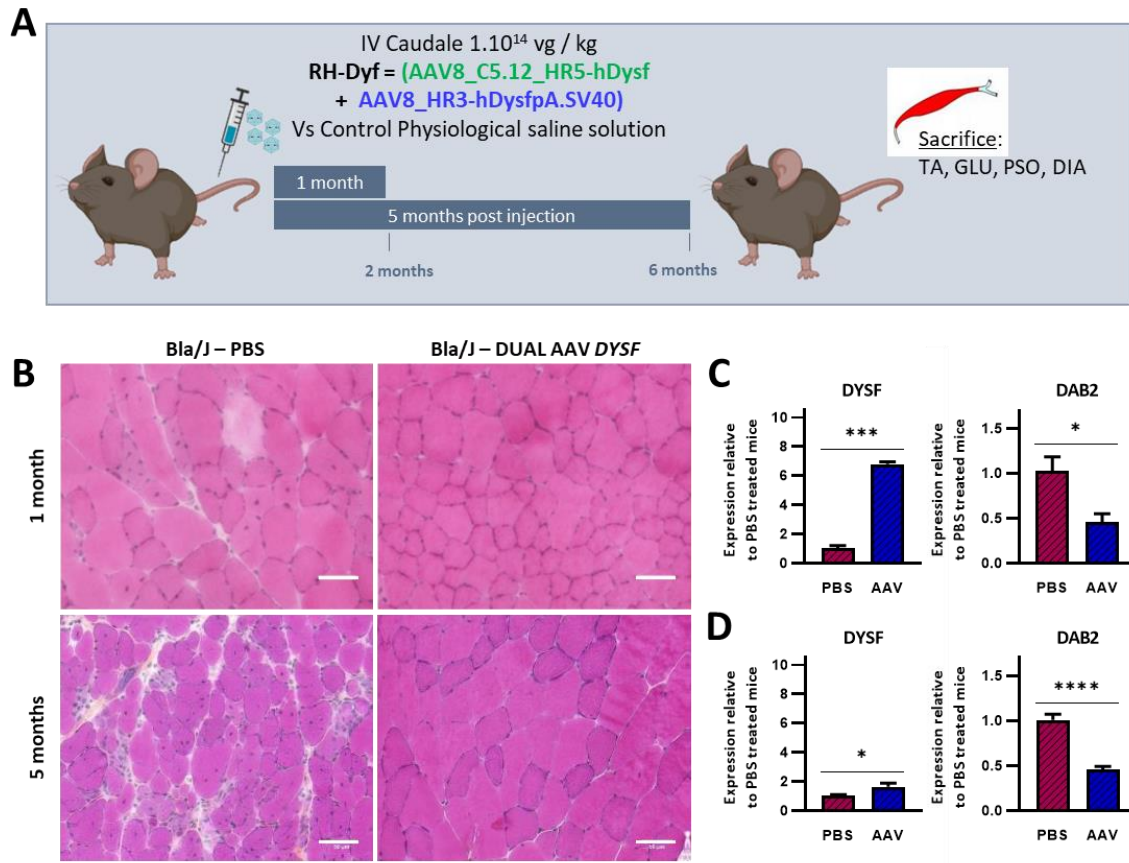 A
IV Caudale 1.10¹⁴ vg / kg
RH-Dyf = (AAV8_C5.12_HR5-hDysf
+ AAV8_HR3-hDysfpA.SV40)
Vs Control Physiological saline solution
1 month
5 months post injection
2 months
6 months
Sacrifice:
TA, GLU, PSO, DIA
B
Bla/J – PBS
Bla/J – DUAL AAV DYSF
1 month
5 months
C
DYSF
Expression relative
to PBS treated mice
10
8
6
4
2
0
***
PBS
AAV
DAB2
Expression relative
to PBS treated mice
1.5
1.0
0.5
0.0
*
PBS
AAV
D
DYSF
Expression relative
to PBS treated mice
10
8
6
4
2
0
*
PBS
AAV
DAB2
Expression relative
to PBS treated mice
1.5
1.0
0.5
0.0
****
PBS
AAV